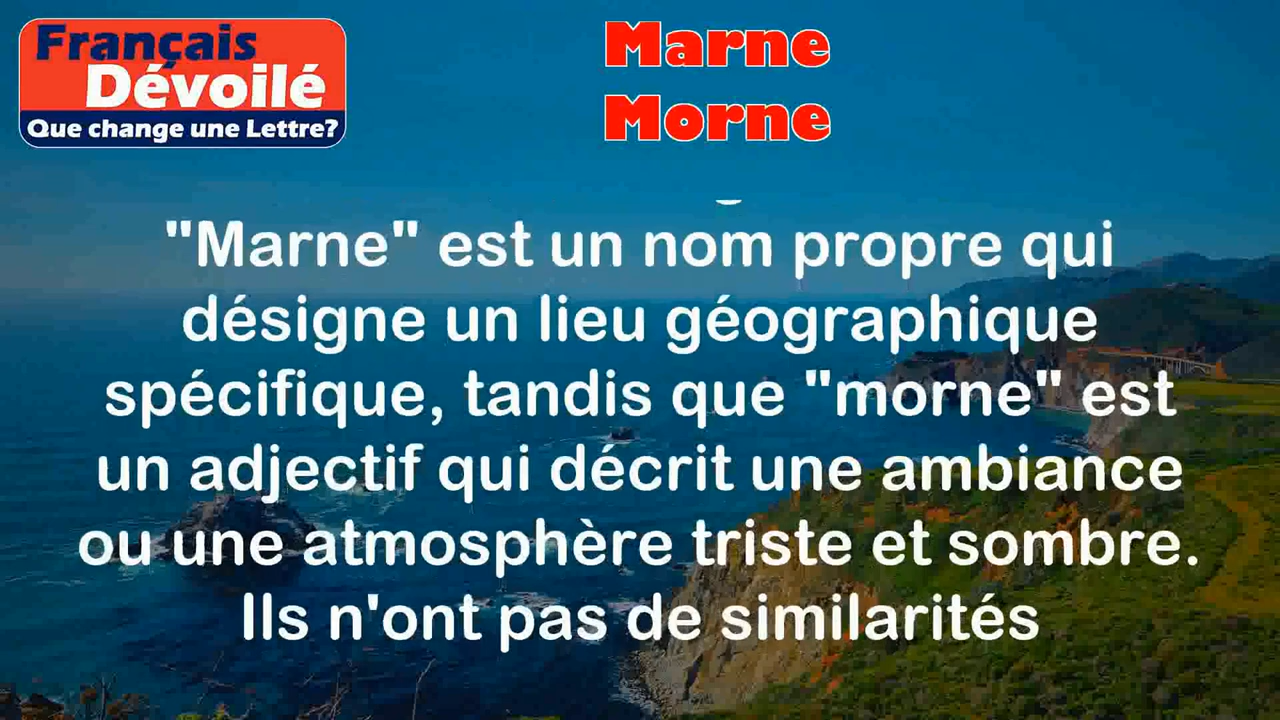 Français
Dévoilé
Que change une Lettre?
Marne
Morne
"Marne" est un nom propre qui
désigne un lieu géographique
spécifique, tandis que "morne" est
un adjectif qui décrit une ambiance
ou une atmosphère triste et sombre.
Ils n'ont pas de similarités